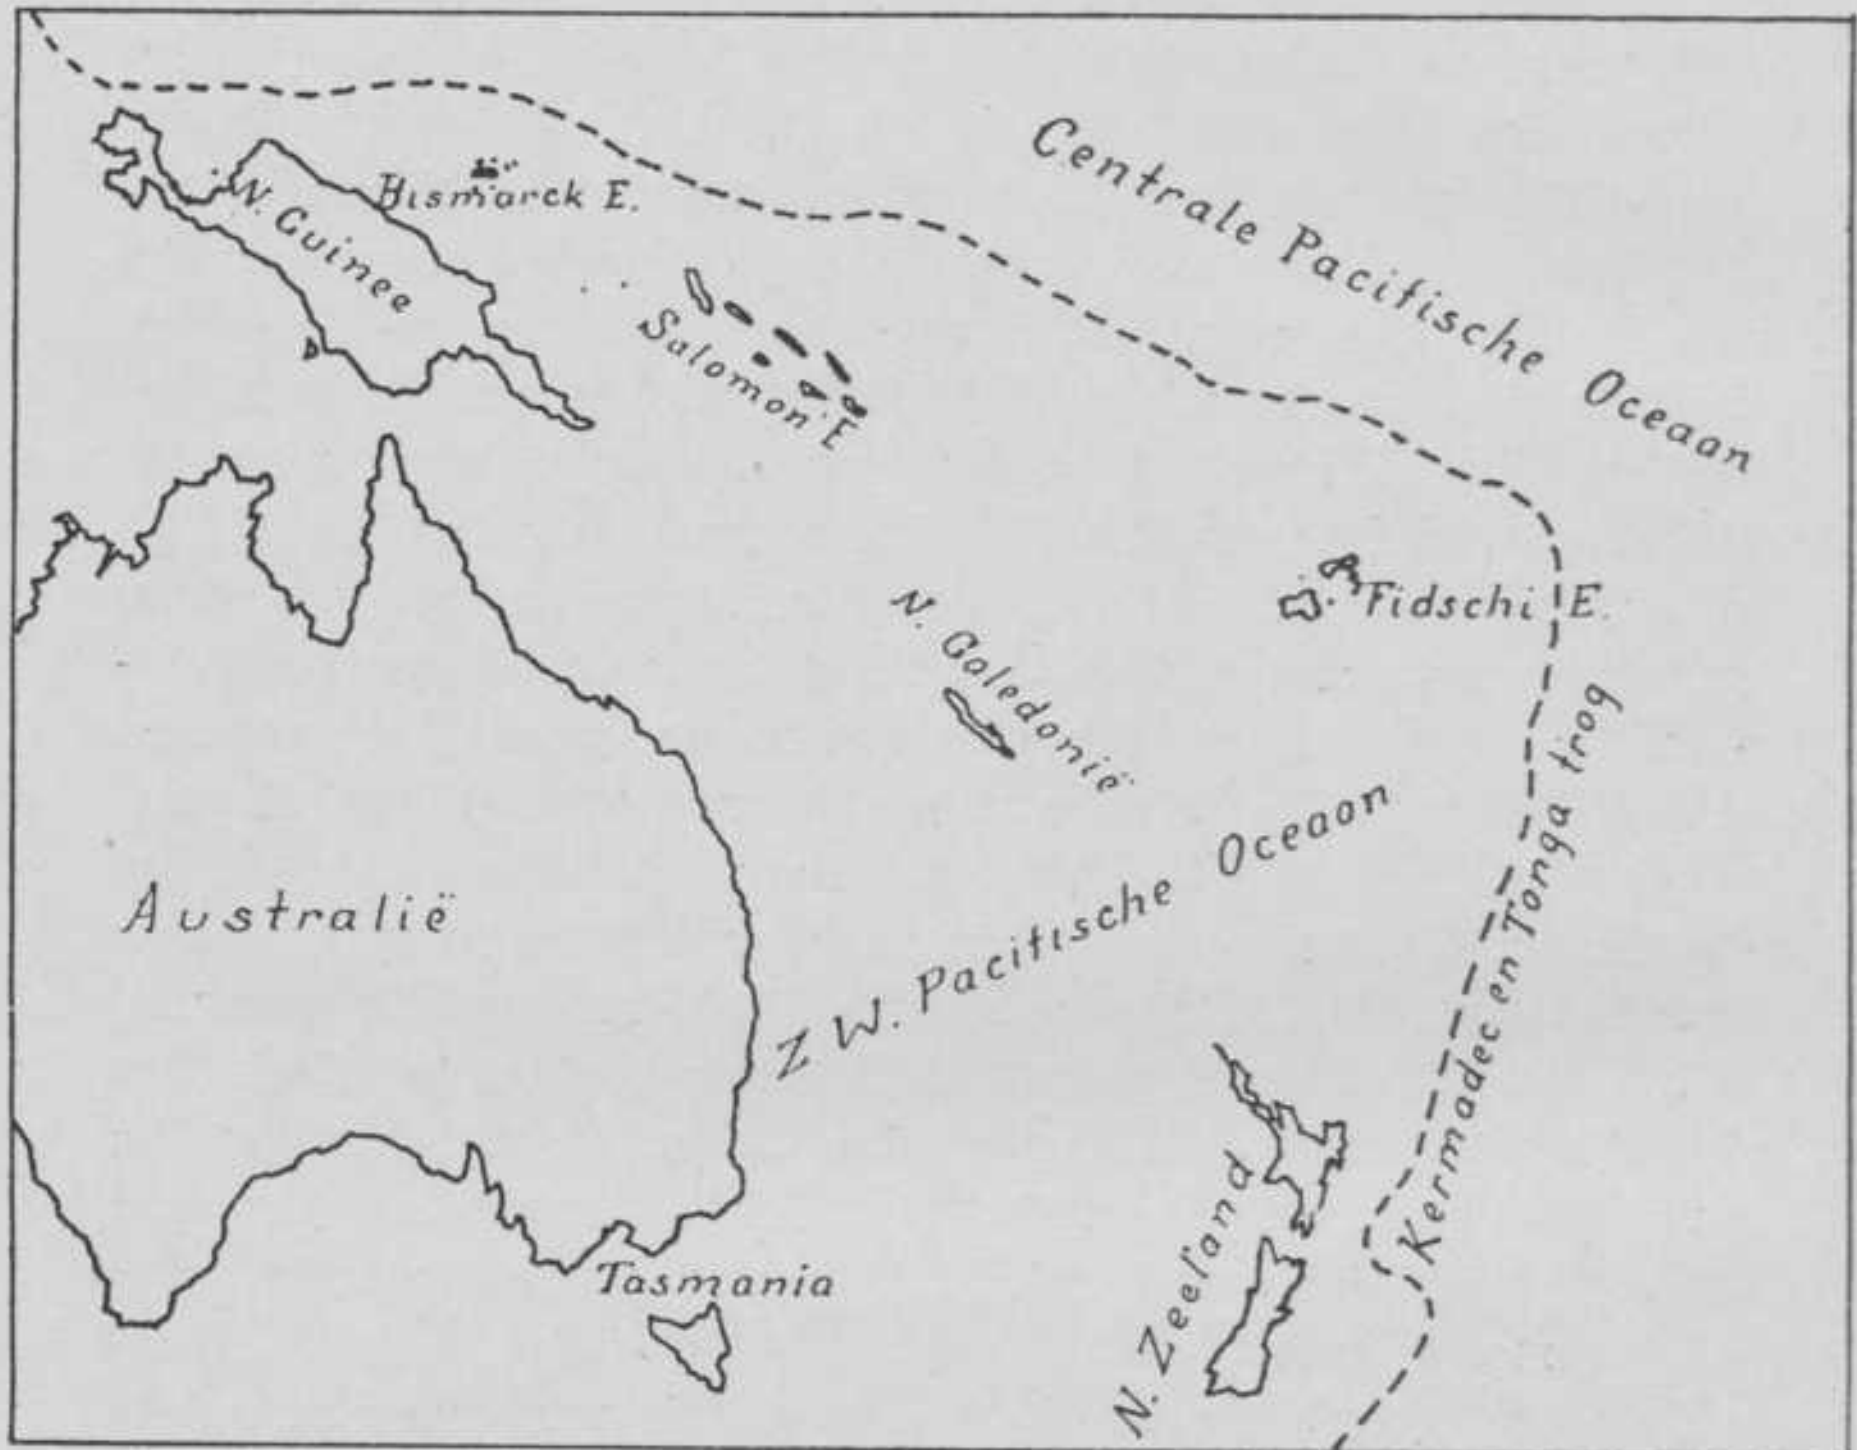 Centrale Pacifische Oceaan
Bismarck E.
N. Guinee
Salomon E
Fidschi E.
N. Caledonië
Z W. Pacifische Oceaan
Kermadec en Tonga trog
Australië
N. Zeeland
Tasmania